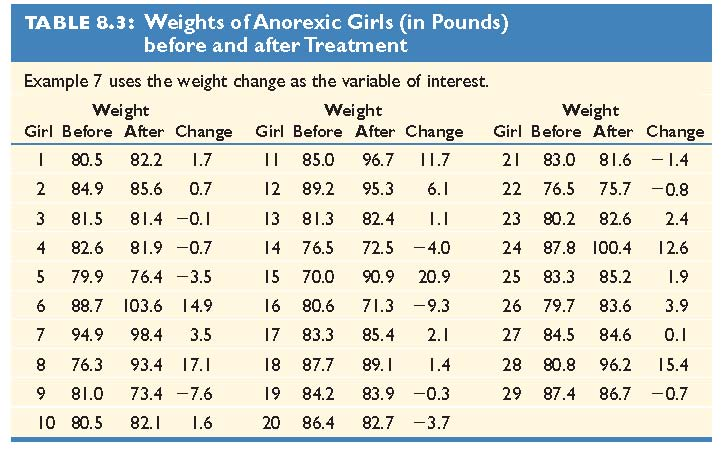 TABLE 8.3: Weights of Anorexic Girls (in Pounds)
before and after Treatment
Example 7 uses the weight change as the variable of interest.
Weight Weight Weight
Girl Before After Change Girl Before After Change Girl Before After Change
1 80.5 82.2 1.7 11 85.0 96.7 11.7 21 83.0 81.6 −1.4
2 84.9 85.6 0.7 12 89.2 95.3 6.1 22 76.5 75.7 −0.8
3 81.5 81.4 −0.1 13 81.3 82.4 1.1 23 80.2 82.6 2.4
4 82.6 81.9 −0.7 14 76.5 72.5 −4.0 24 87.8 100.4 12.6
5 79.9 76.4 −3.5 15 70.0 90.9 20.9 25 83.3 85.2 1.9
6 88.7 103.6 14.9 16 80.6 71.3 −9.3 26 79.7 83.6 3.9
7 94.9 98.4 3.5 17 83.3 85.4 2.1 27 84.5 84.6 0.1
8 76.3 93.4 17.1 18 87.7 89.1 1.4 28 80.8 96.2 15.4
9 81.0 73.4 −7.6 19 84.2 83.9 −0.3 29 87.4 86.7 −0.7
10 80.5 82.1 1.6 20 86.4 82.7 −3.7